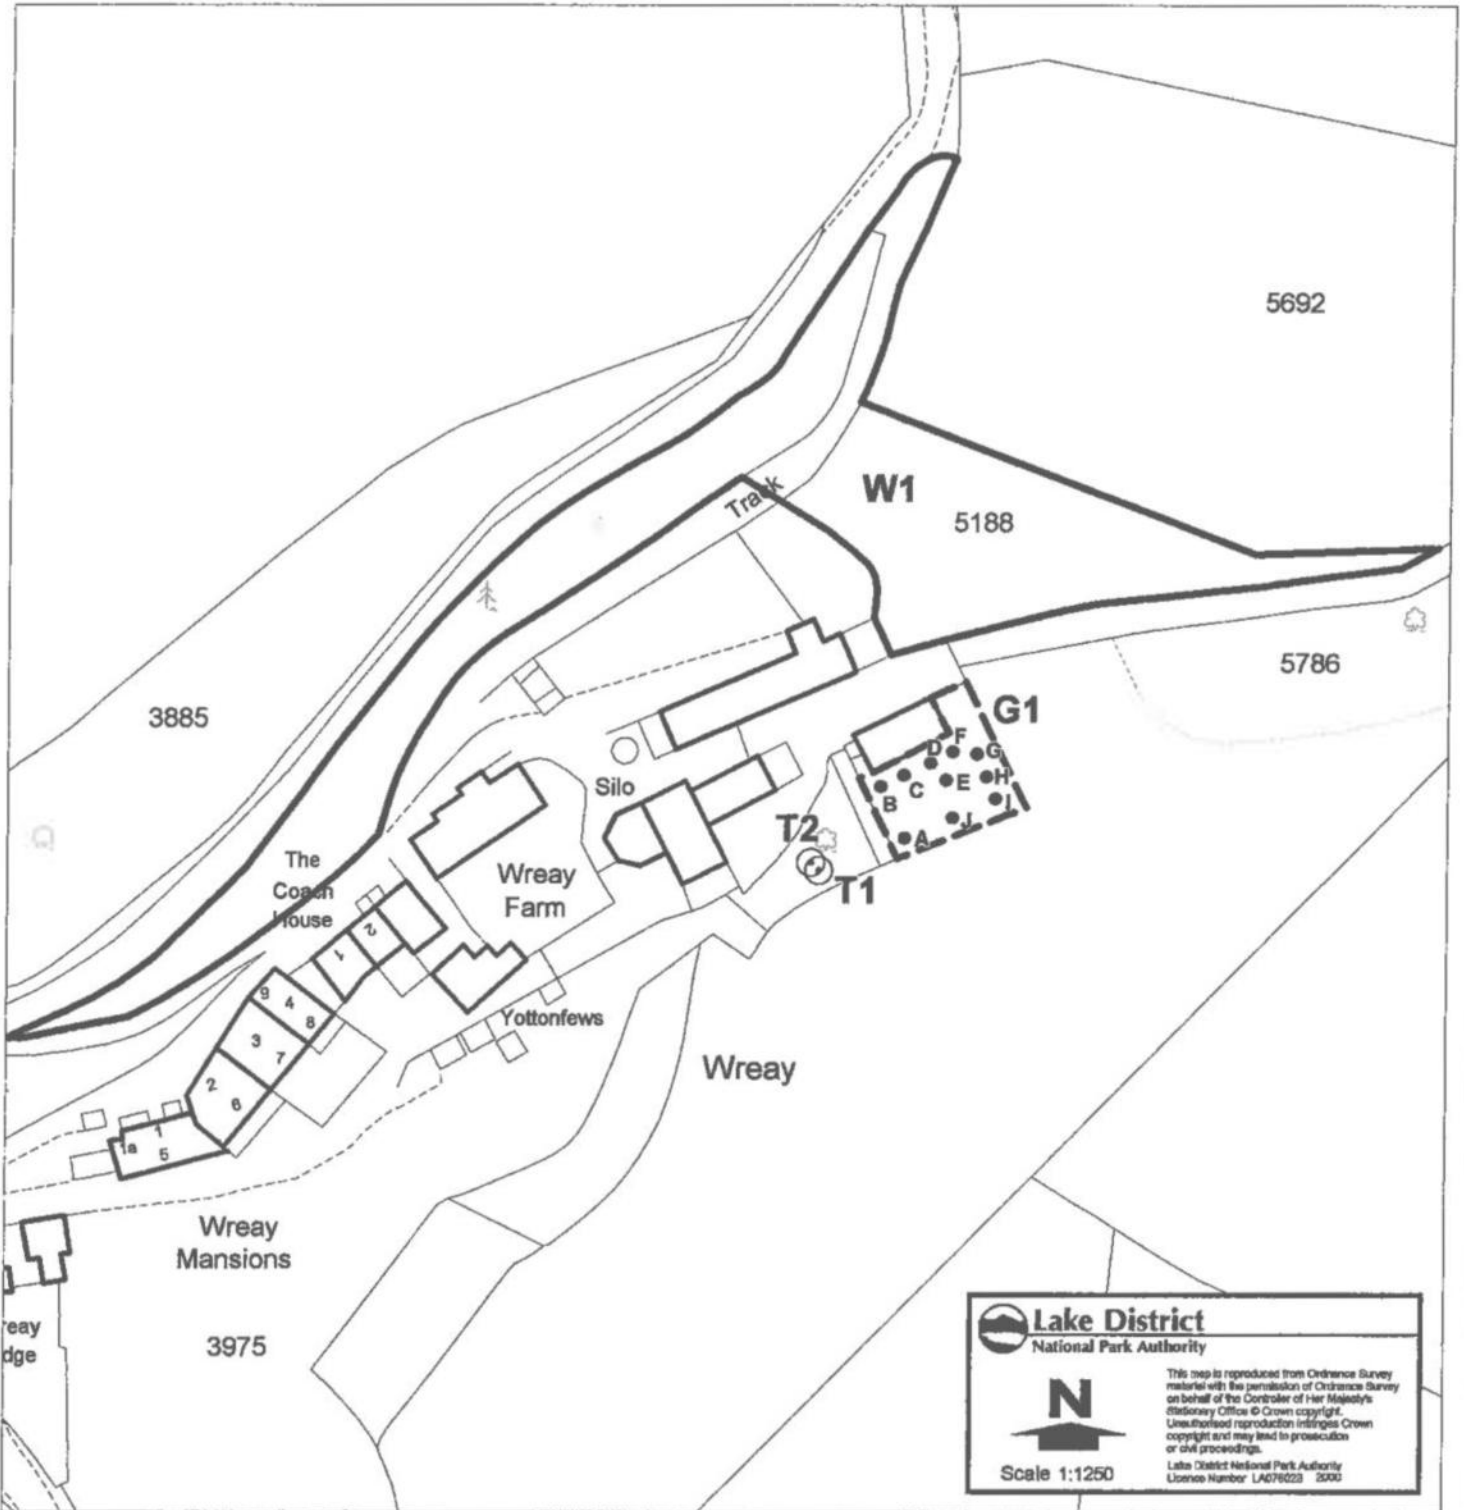 5692
W1
Track
5188
5786
3885
G1
F
D
G
C
E
H
B
I
J
A
Silo
T2
T1
The
Coach
House
Wreay
Farm
2
1
9
4
8
3
7
2
6
1
1a
5
Yottonfews
Wreay
Wreay
Mansions
3975
reay
dge
Lake District
National Park Authority
N
Scale 1:1250
This map is reproduced from Ordnance Survey
material with the permission of Ordnance Survey
on behalf of the Controller of Her Majesty's
Stationery Office © Crown copyright.
Unauthorised reproduction infringes Crown
copyright and may lead to prosecution
or civil proceedings.
Lake District National Park Authority
Licence Number LA076023 2000